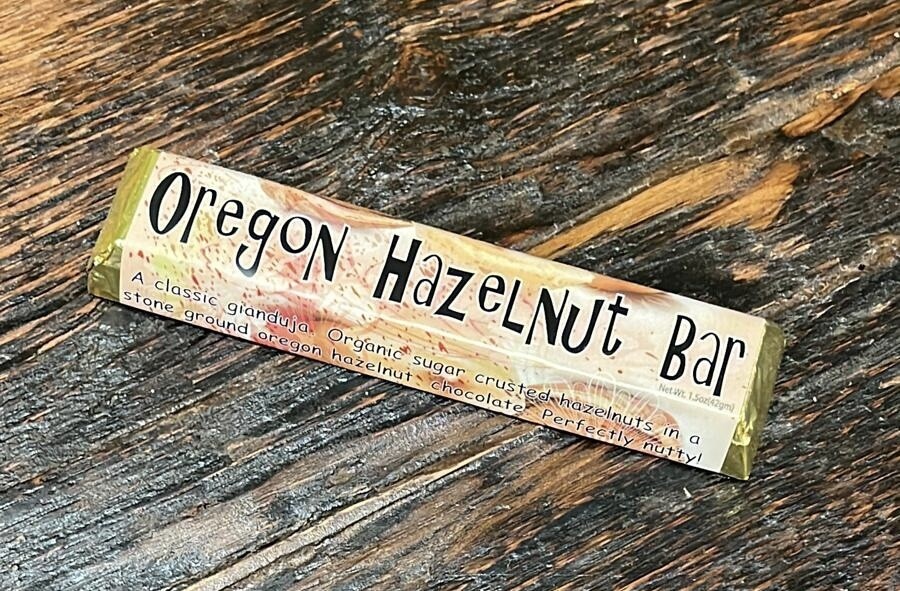 Oregon Hazelnut Bar
Net Wt. 1.5oz(42gm)
A classic gianduja. Organic sugar crusted hazelnuts in a
stone ground oregon hazelnut chocolate. Perfectly nutty!